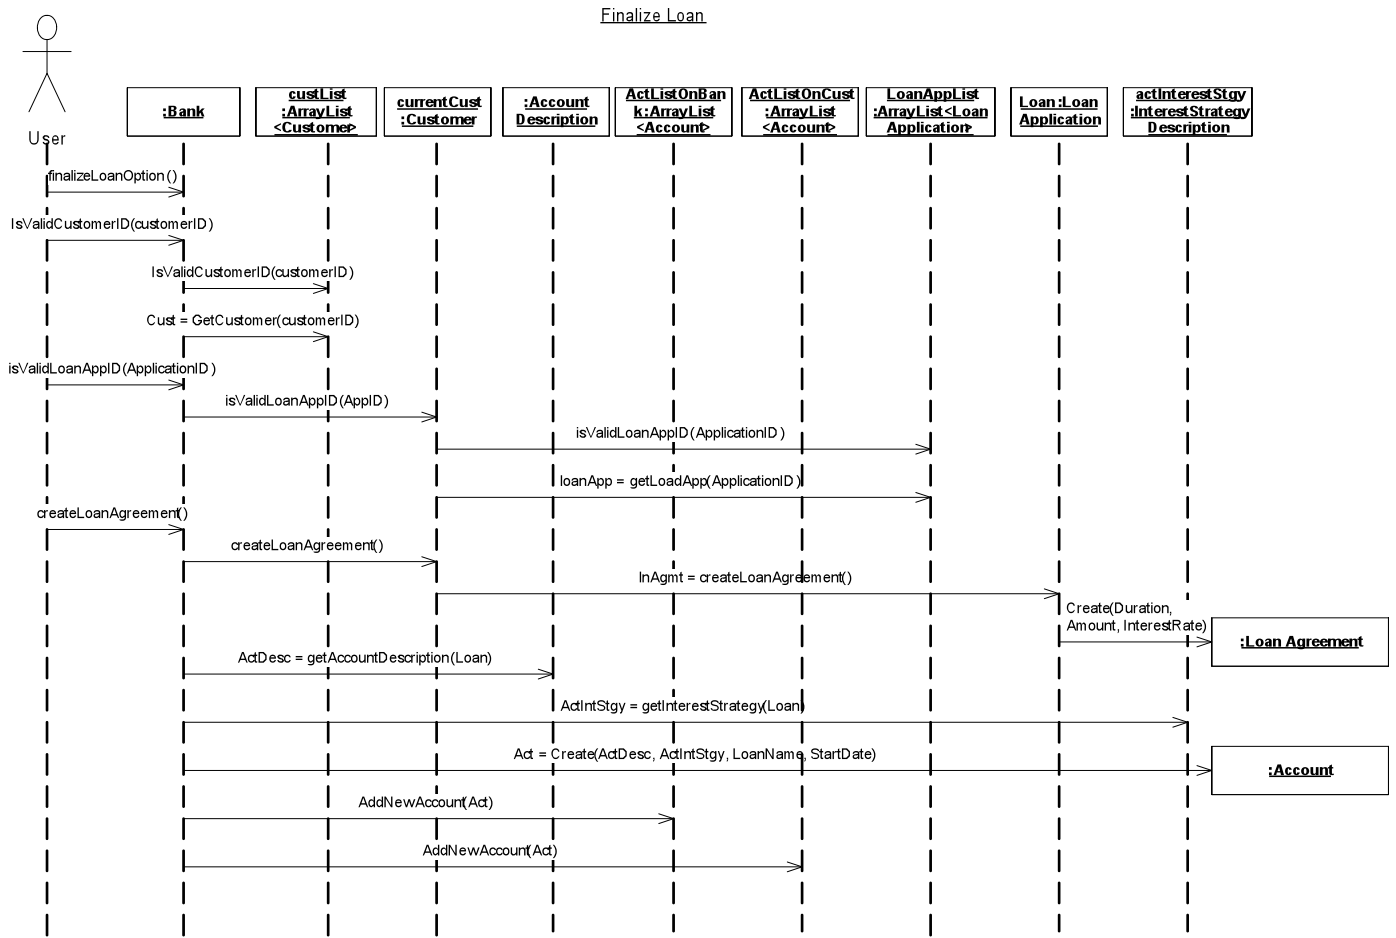 Finalize Loan
User
:Bank
custList
:ArrayList
<Customer>
currentCust
:Customer
:Account
Description
ActListOnBan
k:ArrayList
<Account>
ActListOnCust
:ArrayList
<Account>
LoanAppList
:ArrayList<Loan
Application>
Loan:Loan
Application
actInterestStgy
:InterestStrategy
Description
finalizeLoanOption()
IsValidCustomerID(customerID)
IsValidCustomerID(customerID)
Cust = GetCustomer(customerID)
isValidLoanAppID(ApplicationID)
isValidLoanAppID(AppID)
isValidLoanAppID(ApplicationID)
loanApp = getLoadApp(ApplicationID)
createLoanAgreement()
createLoanAgreement()
lnAgmt = createLoanAgreement()
Create(Duration,
Amount, InterestRate)
:Loan Agreement
ActDesc = getAccountDescription(Loan)
ActIntStgy = getInterestStrategy(Loan)
Act = Create(ActDesc, ActIntStgy, LoanName, StartDate)
:Account
AddNewAccount(Act)
AddNewAccount(Act)